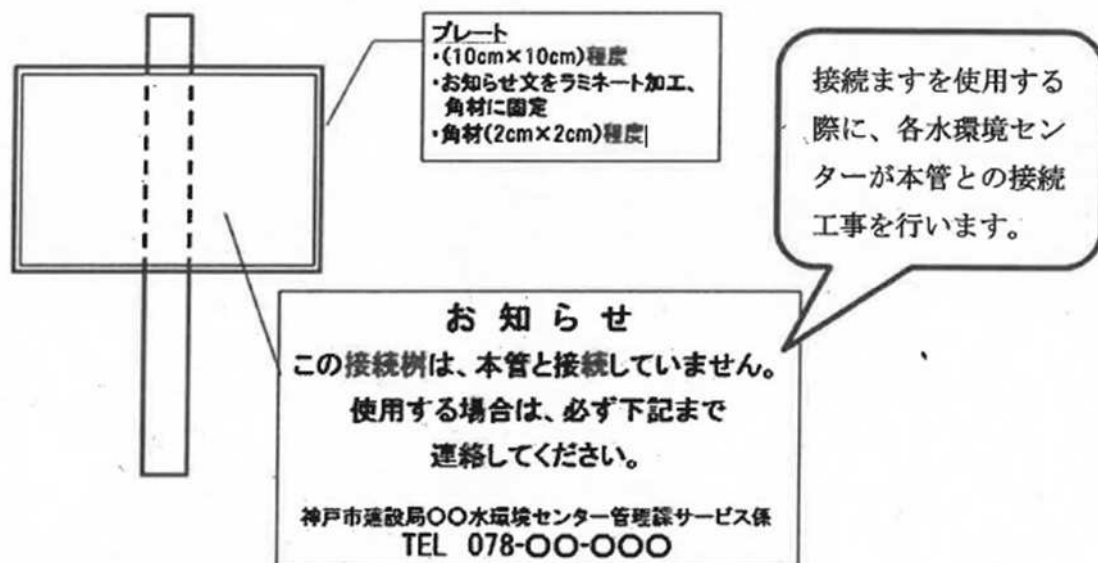 プレート
・(10cm×10cm)程度
・お知らせ文をラミネート加工、
角材に固定
・角材(2cm×2cm)程度
接続ますを使用する
際に、各水環境セン
ターが本管との接続
工事を行います。
お知らせ
この接続桝は、本管と接続していません。
使用する場合は、必ず下記まで
連絡してください。
神戸市建設局〇〇水環境センター管理課サービス係
TEL 078-〇〇-〇〇〇